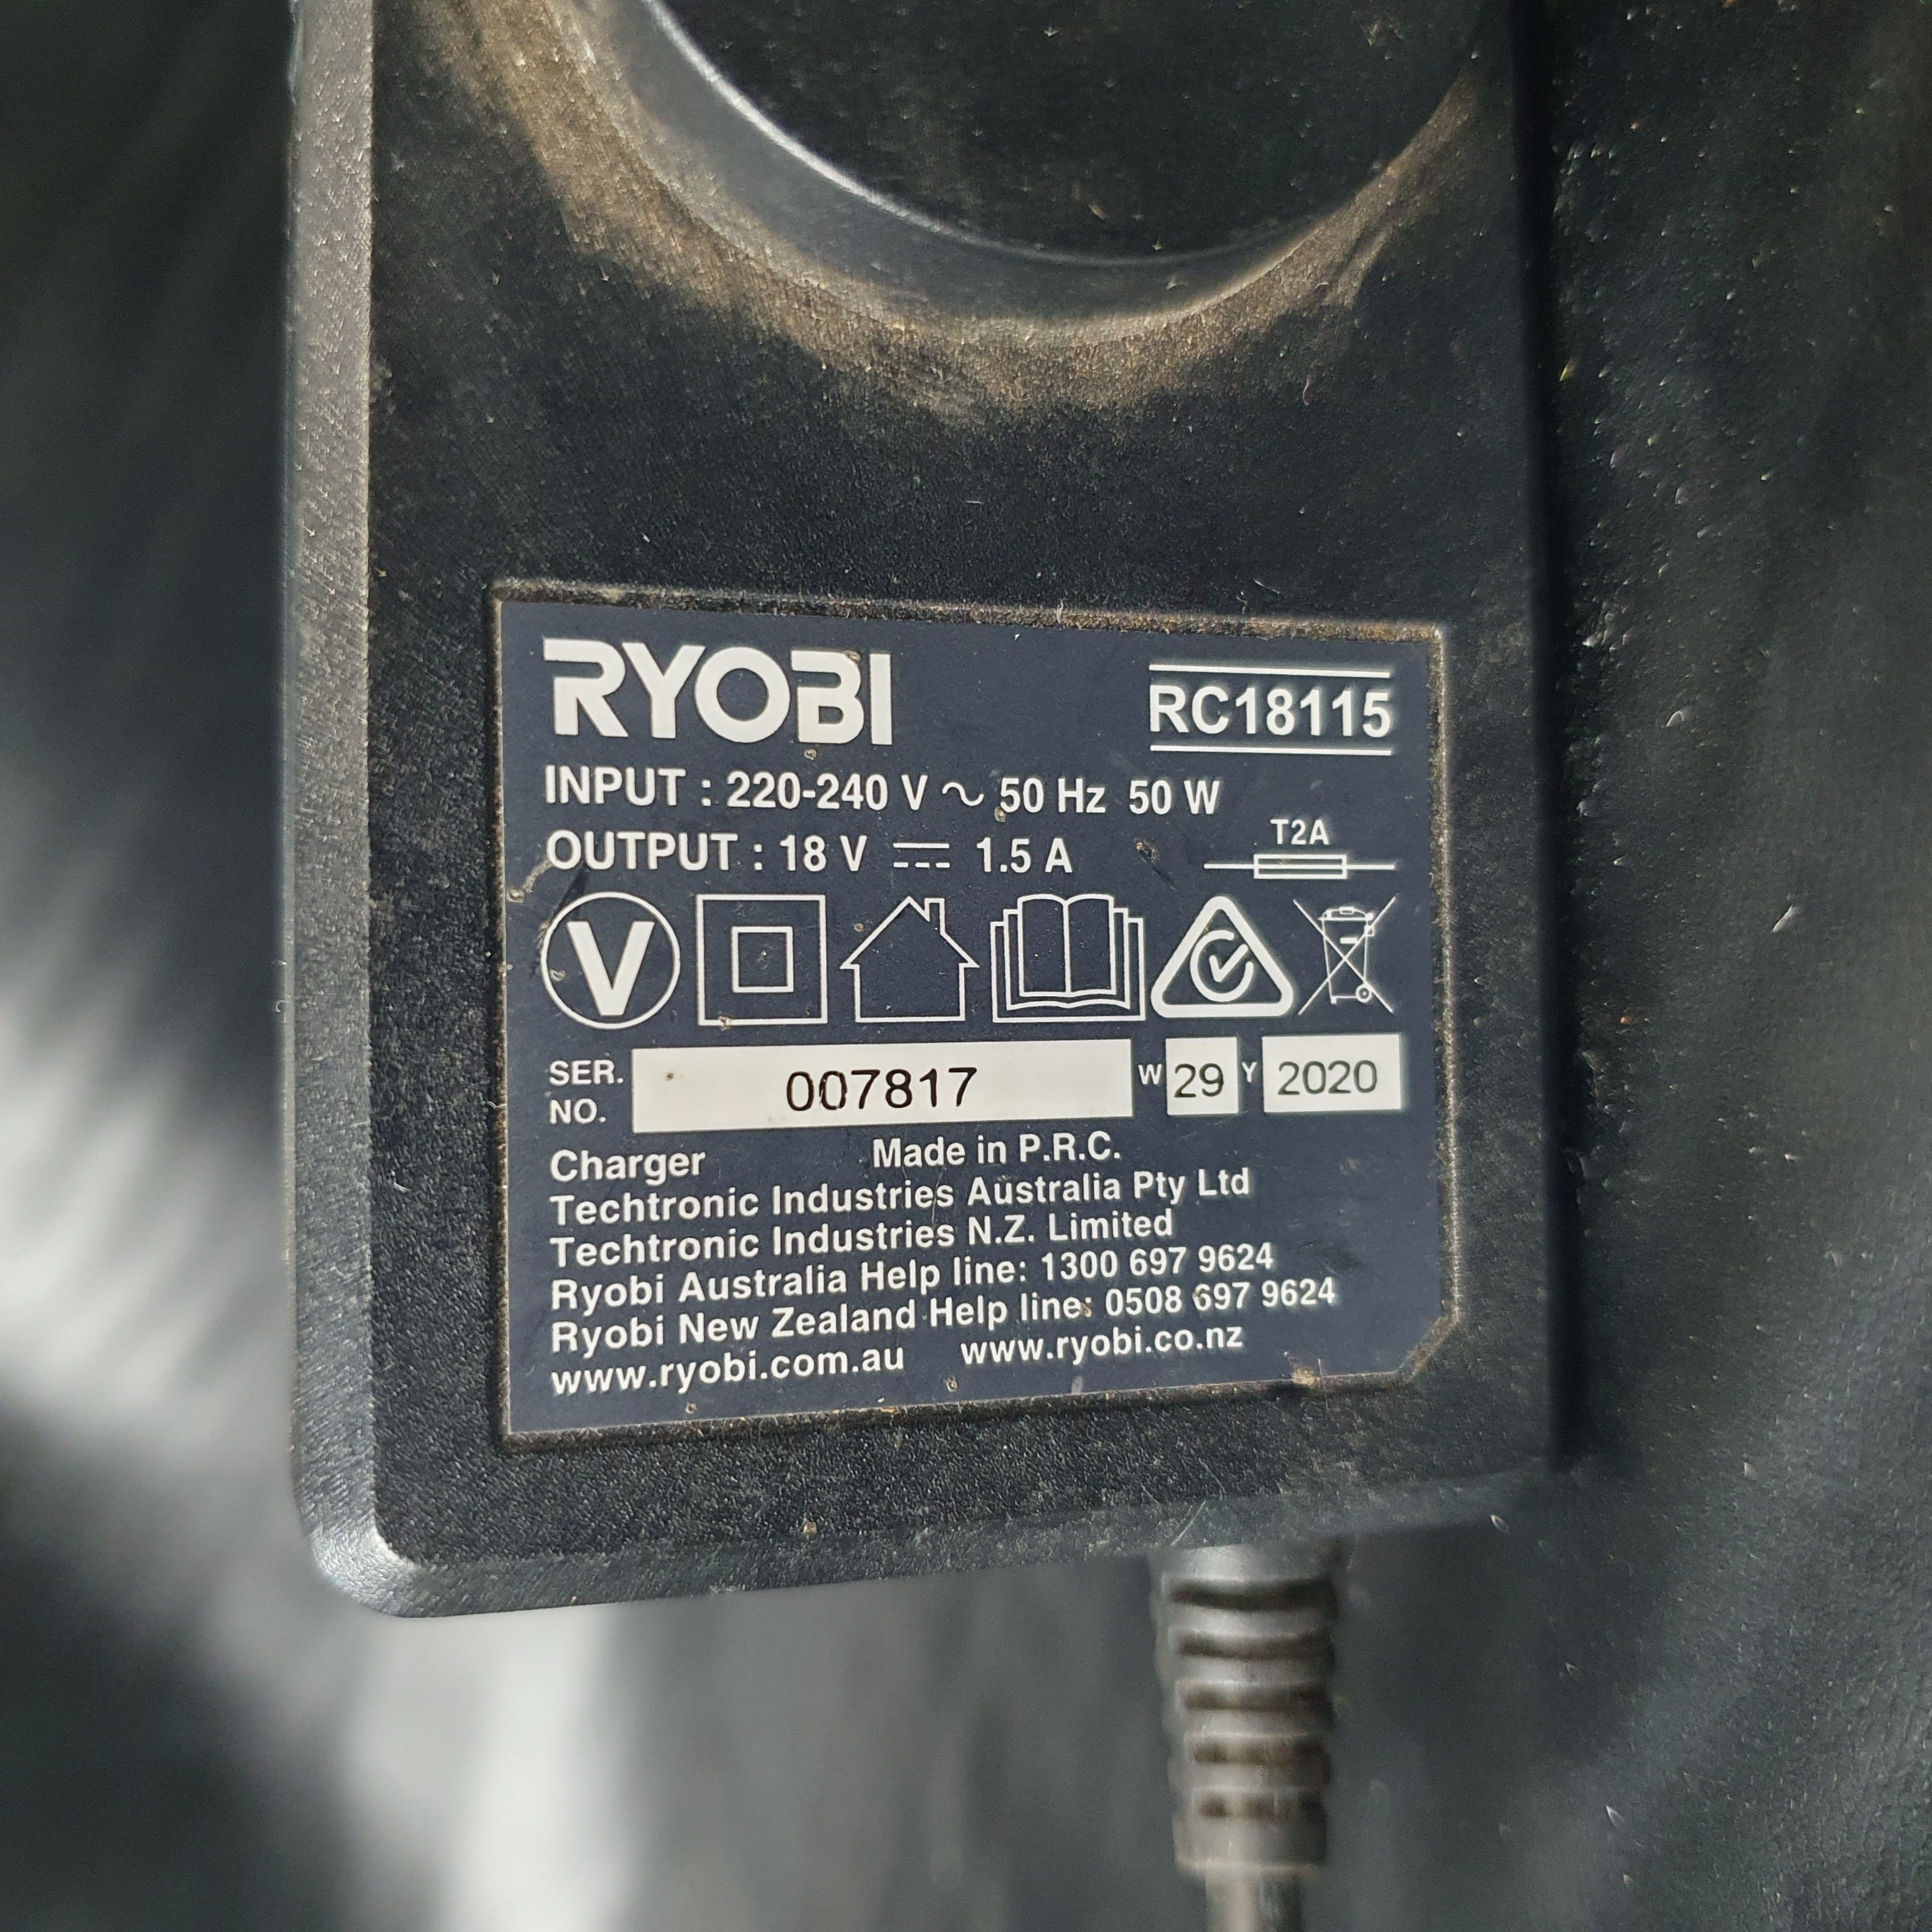 RYOBI RC18115
INPUT : 220-240 V ~ 50 Hz 50 W
OUTPUT : 18 V ⎓ 1.5 A
T2A
V
SER. NO. 007817 W 29 Y 2020
Charger Made in P.R.C.
Techtronic Industries Australia Pty Ltd
Techtronic Industries N.Z. Limited
Ryobi Australia Help line: 1300 697 9624
Ryobi New Zealand Help line: 0508 697 9624
www.ryobi.com.au www.ryobi.co.nz